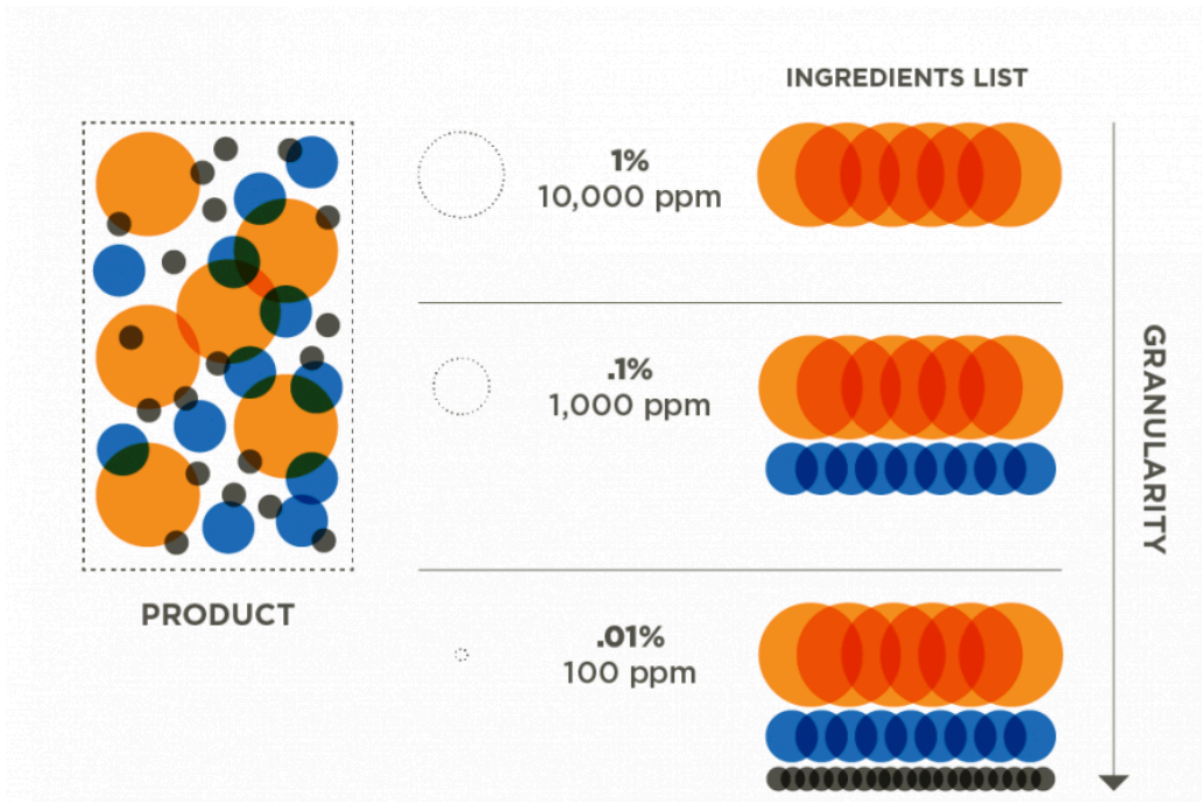 INGREDIENTS LIST
1%
10,000 ppm
.1%
1,000 ppm
GRANULARITY
PRODUCT
.01%
100 ppm